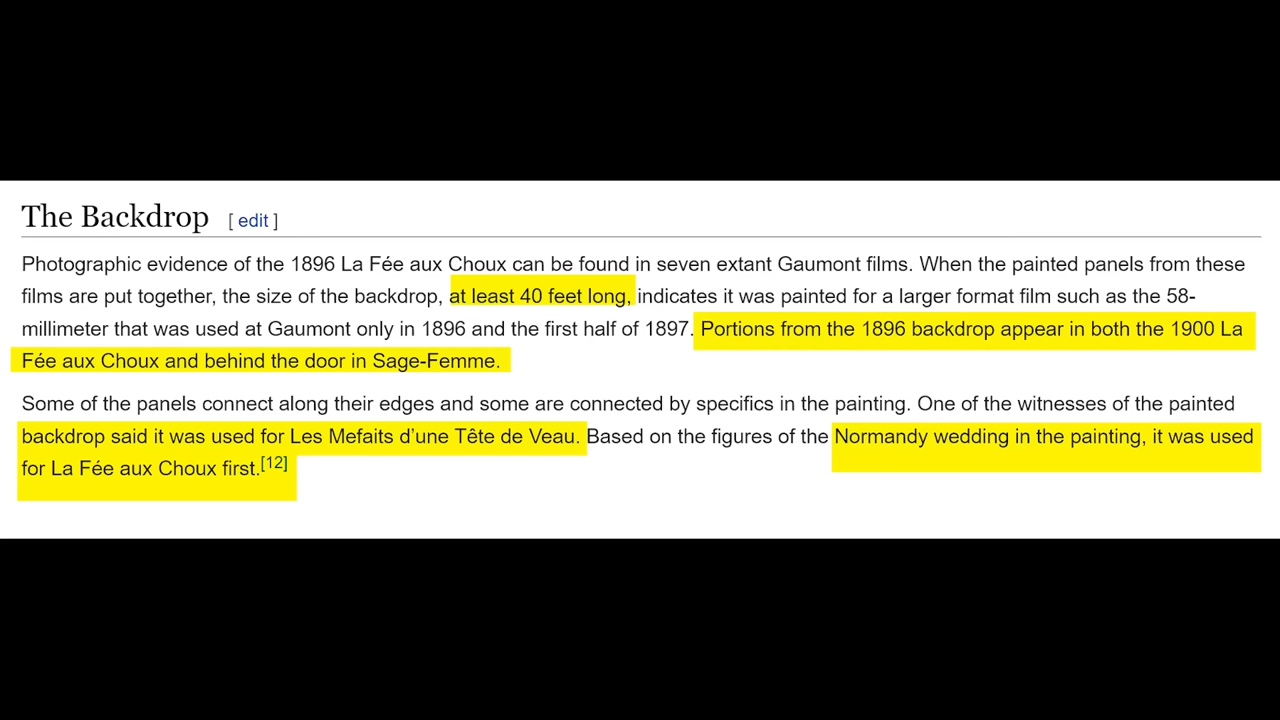 The Backdrop [ edit ]
Photographic evidence of the 1896 La Fée aux Choux can be found in seven extant Gaumont films. When the painted panels from these
films are put together, the size of the backdrop, at least 40 feet long, indicates it was painted for a larger format film such as the 58-
millimeter that was used at Gaumont only in 1896 and the first half of 1897. Portions from the 1896 backdrop appear in both the 1900 La
Fée aux Choux and behind the door in Sage-Femme.
Some of the panels connect along their edges and some are connected by specifics in the painting. One of the witnesses of the painted
backdrop said it was used for Les Mefaits d’une Tête de Veau. Based on the figures of the Normandy wedding in the painting, it was used
for La Fée aux Choux first.[12]